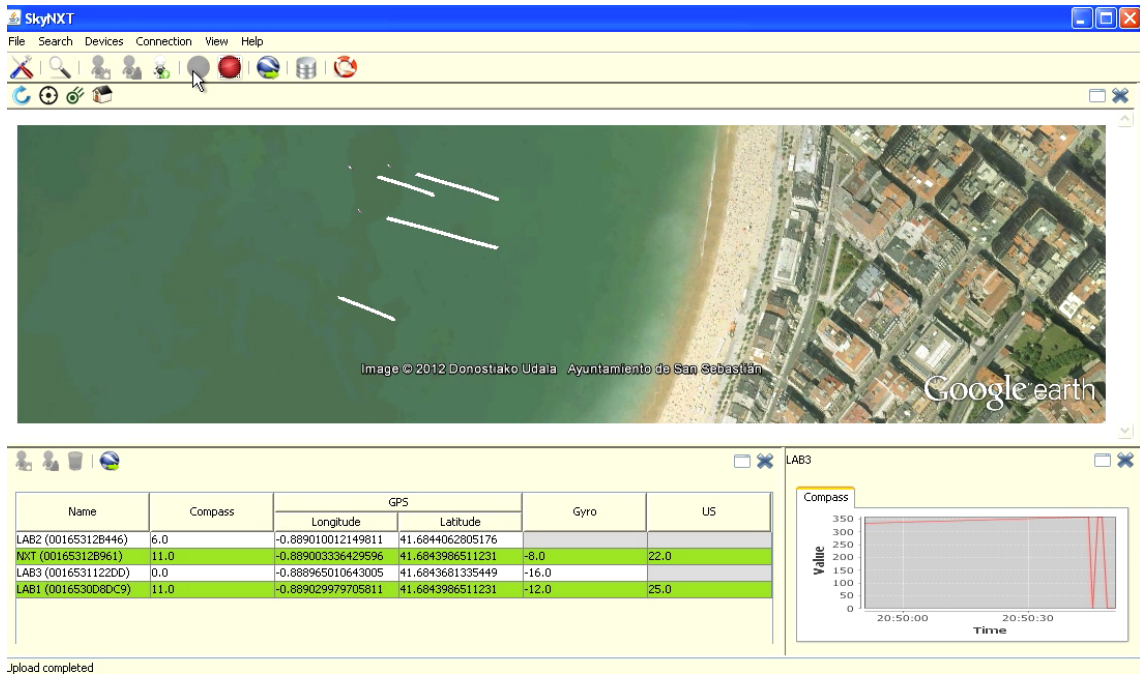 SkyNXT
File Search Devices Connection View Help
Image © 2012 Donostiako Udala Ayuntamiento de San Sebastián
Google earth
LAB3
Name Compass GPS Gyro US
Longitude Latitude
LAB2 (00165312B446) 6.0 -0.889010012149811 41.6844062805176
NXT (00165312B961) 11.0 -0.889003336429596 41.6843986511231 -8.0 22.0
LAB3 (0016531122DD) 0.0 -0.888965010643005 41.6843681335449 -16.0
LAB1 (0016530D8DC9) 11.0 -0.889029979705811 41.6843986511231 -12.0 25.0
Compass
Value
350
300
250
200
150
100
50
0
20:50:00 20:50:30
Time
Upload completed